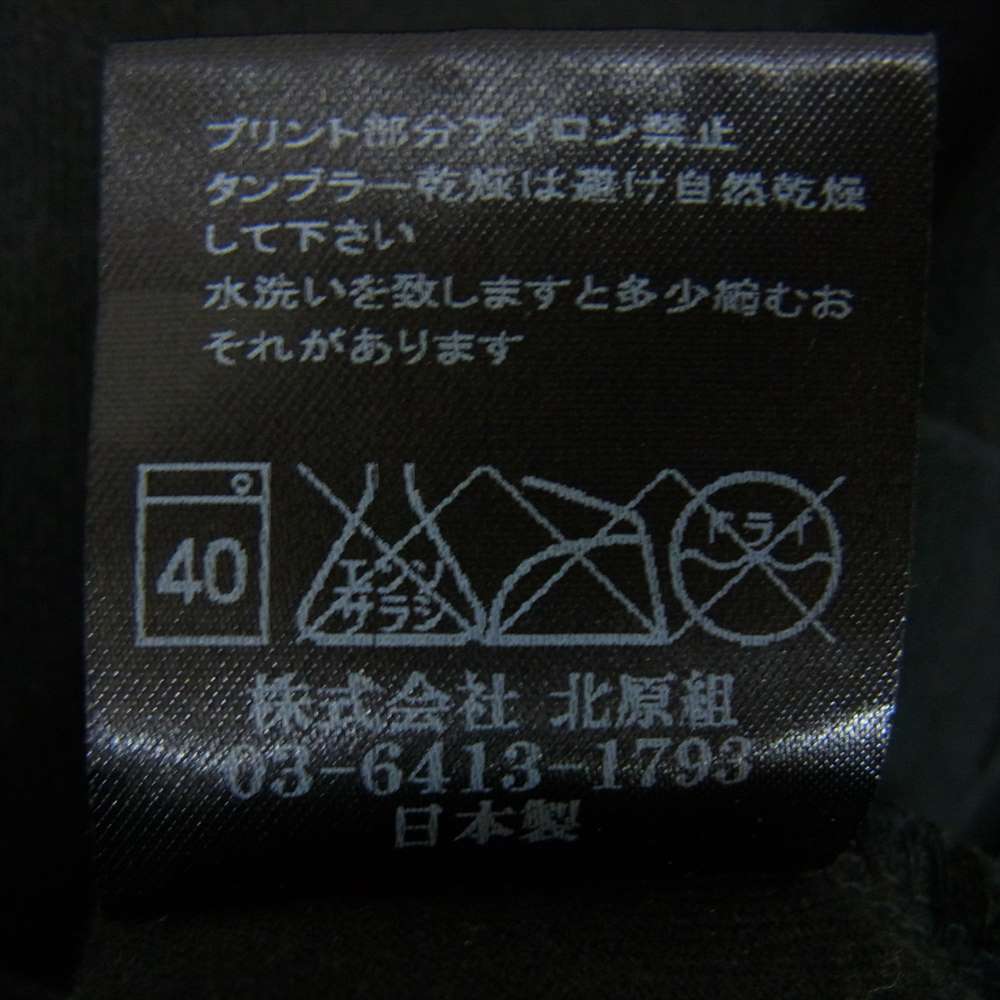 プリント部分アイロン禁止
タンブラー乾燥は避け自然乾燥
して下さい
水洗いを致しますと多少縮むお
それがあります
40
エンソ
サラシ
ドライ
株式会社 北原組
03-6413-1793
日本製